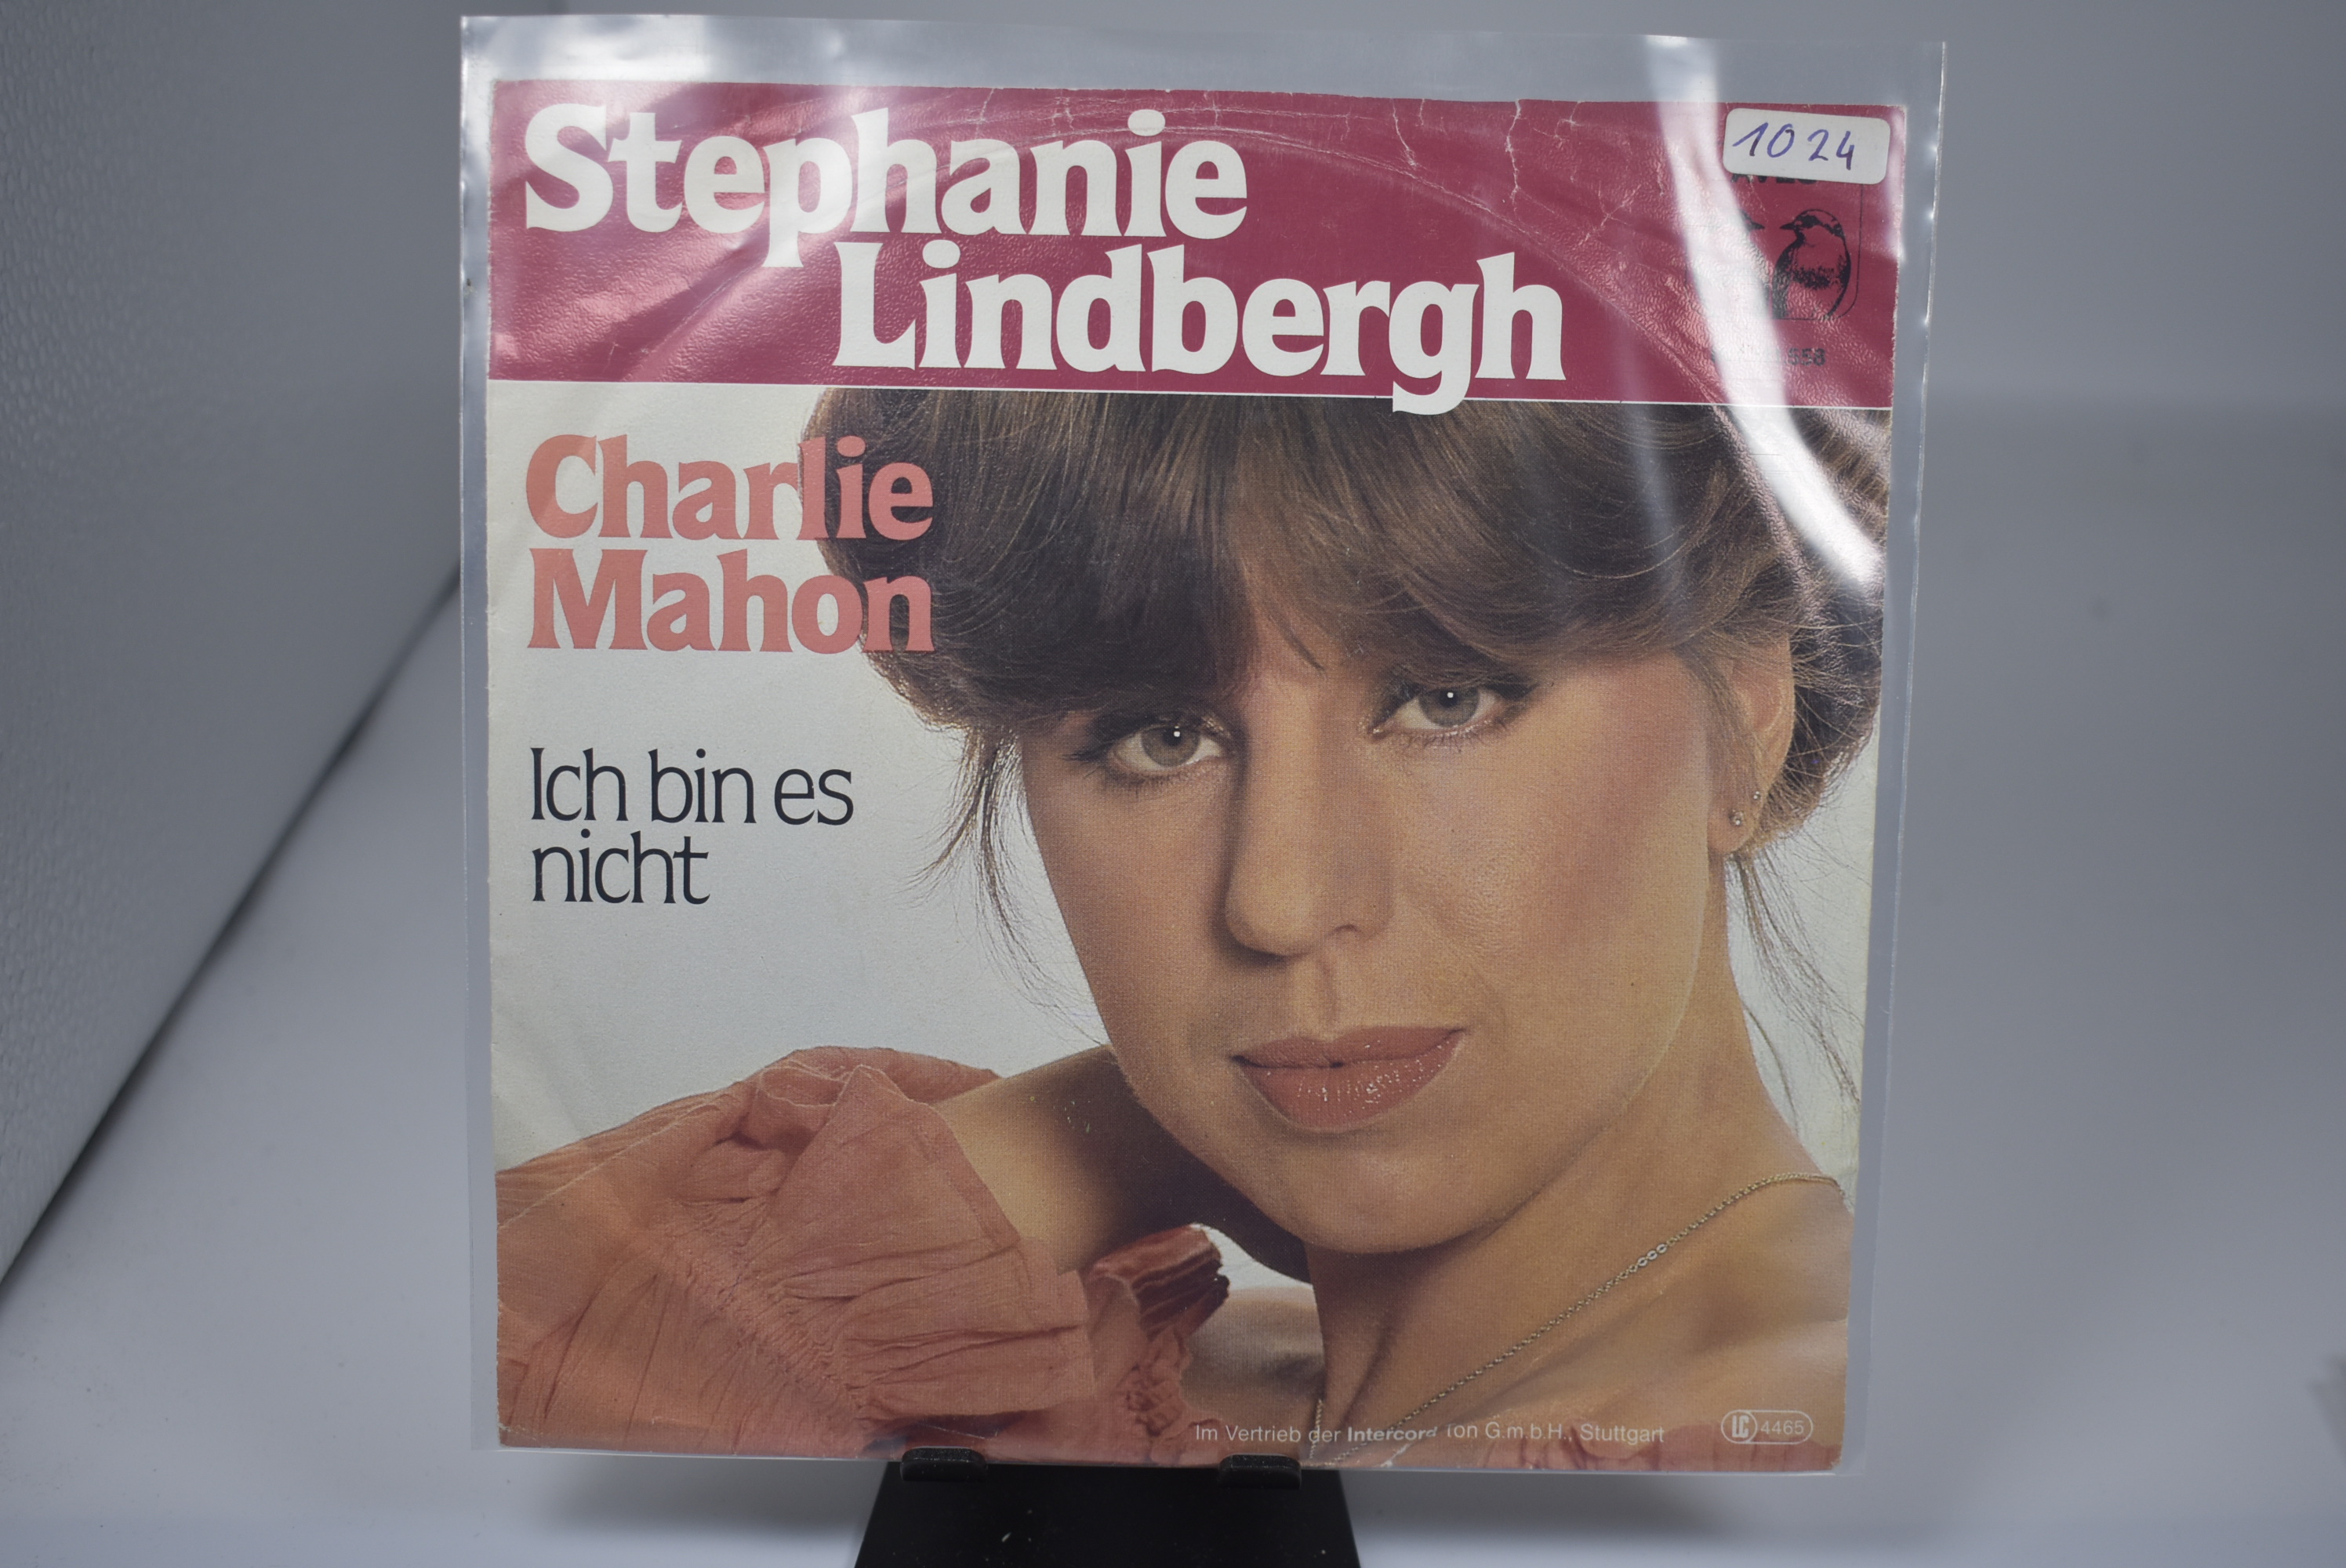 Stephanie
Lindbergh
1024
Charlie
Mahon
Ich bin es
nicht
Im Vertrieb der Intercord Ton G.m.b.H., Stuttgart
LC 4465